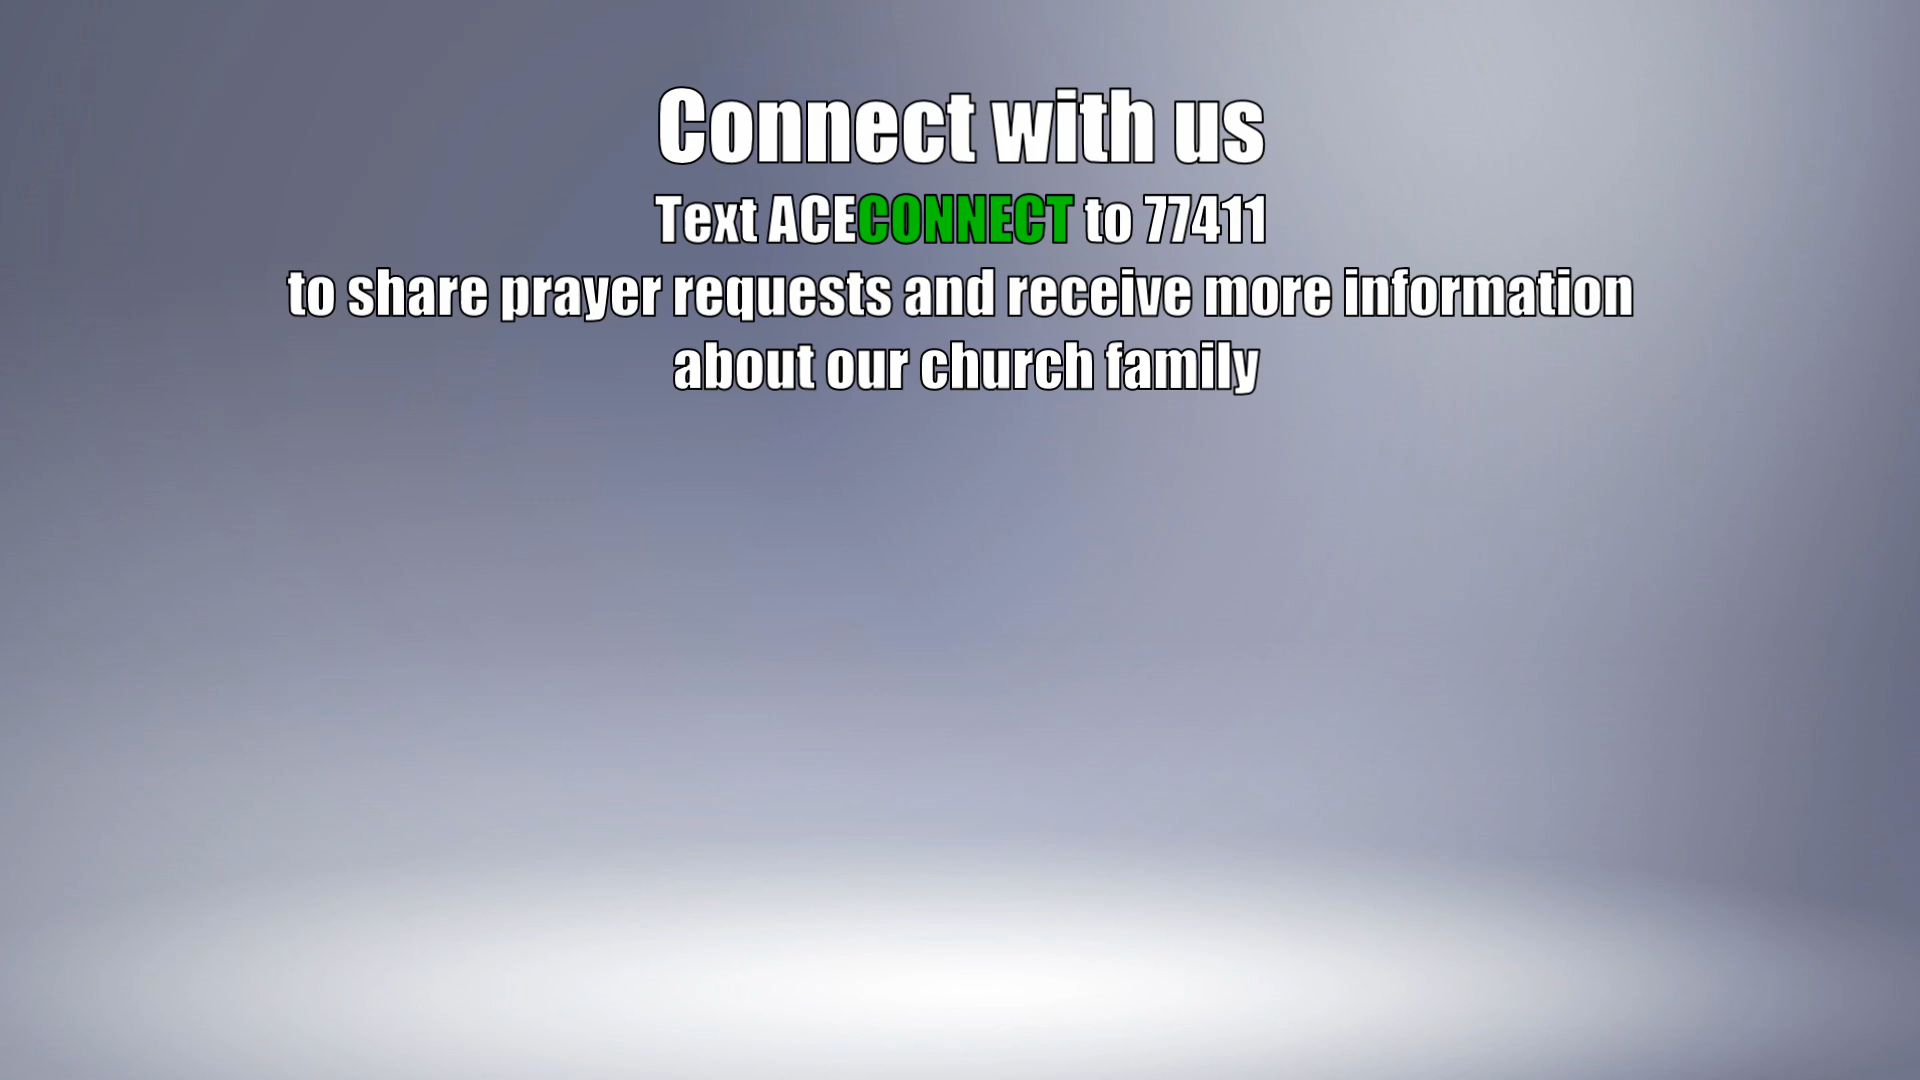 Connect with us
Text ACECONNECT to 77411
to share prayer requests and receive more information
about our church family